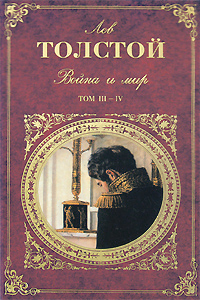 Лев
ТОЛСТОЙ
Война и мир
ТОМ III – IV